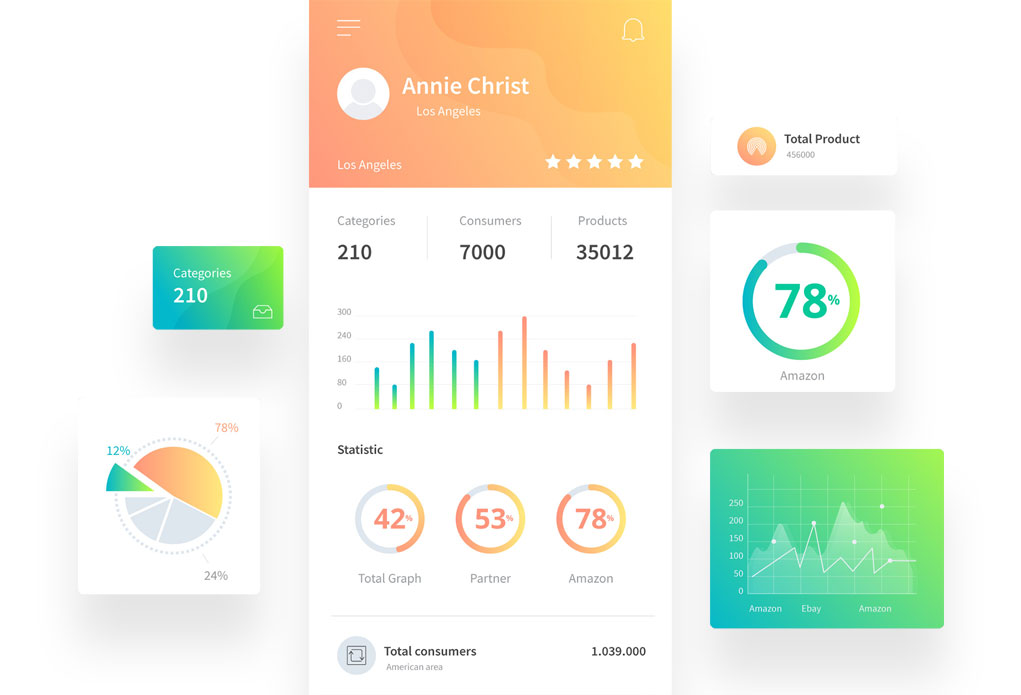 Annie Christ
Los Angeles
Los Angeles
Categories
Consumers
Products
210
7000
35012
300
240
160
80
0
Statistic
42%
53%
78%
Total Graph
Partner
Amazon
Total consumers
1.039.000
American area
Categories
210
78%
12%
24%
Total Product
456000
78%
Amazon
250
200
150
100
50
0
Amazon
Ebay
Amazon